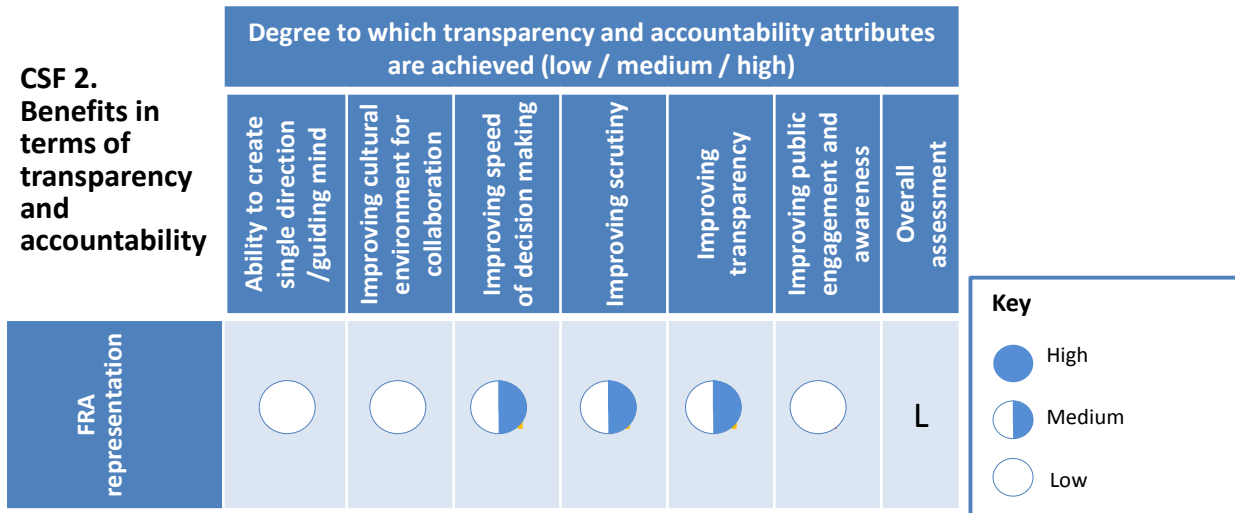 Degree to which transparency and accountability attributes
are achieved (low / medium / high)
CSF 2.
Benefits in
terms of
transparency
and
accountability
Ability to create
single direction
/guiding mind
Improving cultural
environment for
collaboration
Improving speed
of decision making
Improving scrutiny
Improving
transparency
Improving public
engagement and
awareness
Overall
assessment
FRA
representation
L
Key
High
Medium
Low